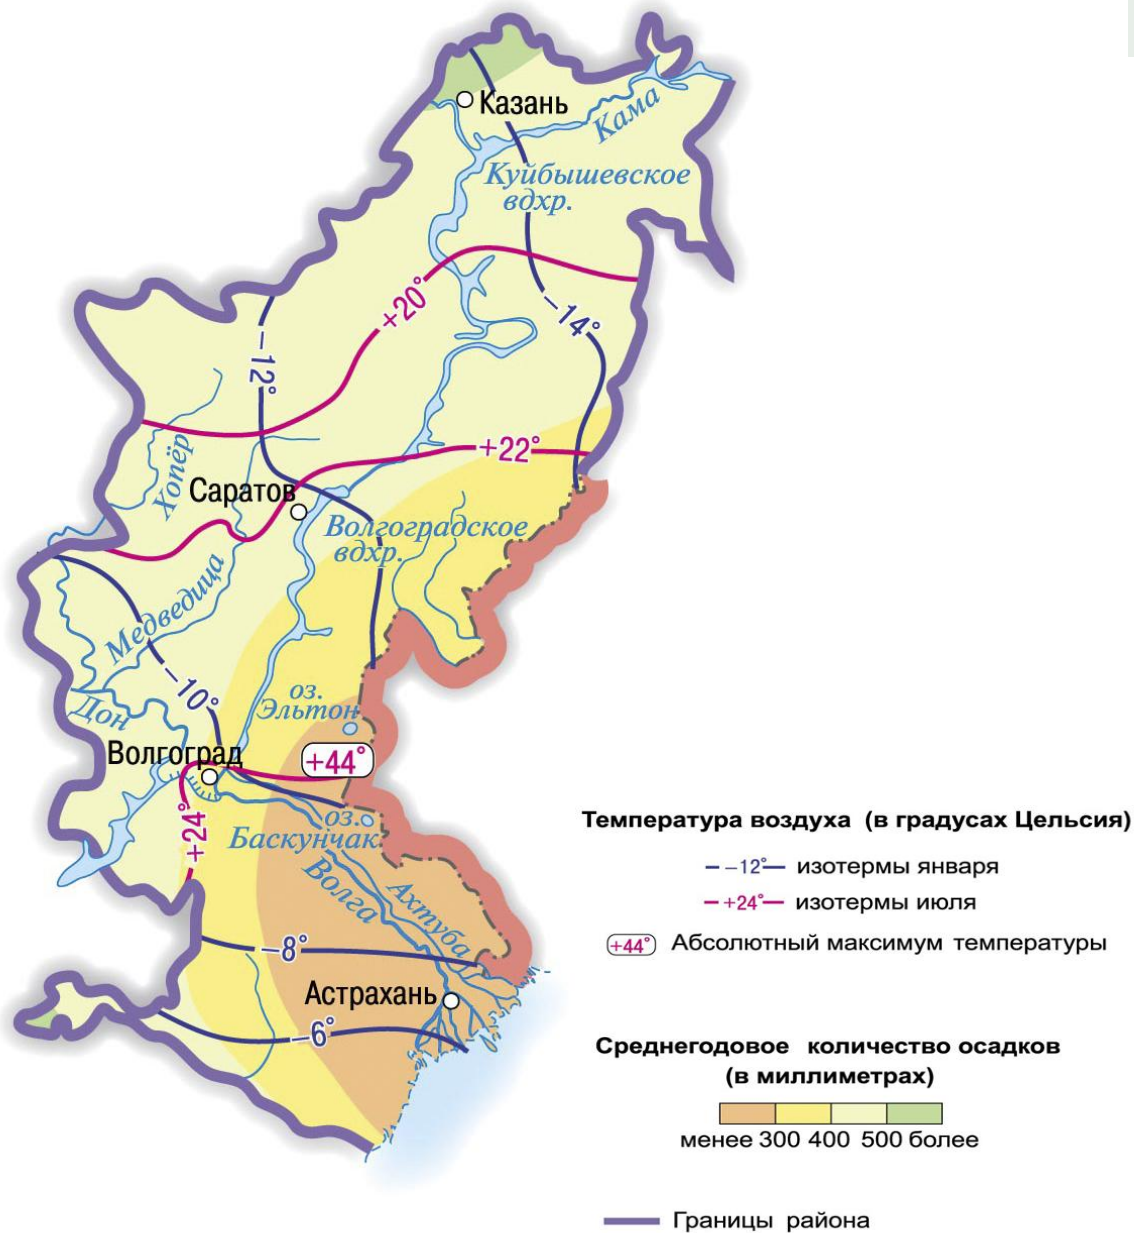 Казань
Кама
Куйбышевское
вдхр.
+20°
−14°
−12°
+22°
Хопёр
Саратов
Волгоградское
вдхр.
Медведица
−10°
оз.
Эльтон
Дон
Волгоград
+44°
+24°
оз.
Баскунчак
Волга
Ахтуба
−8°
Астрахань
−6°
Температура воздуха (в градусах Цельсия)
−12° изотермы января
+24° изотермы июля
+44° Абсолютный максимум температуры
Среднегодовое количество осадков
(в миллиметрах)
менее 300 400 500 более
Границы района